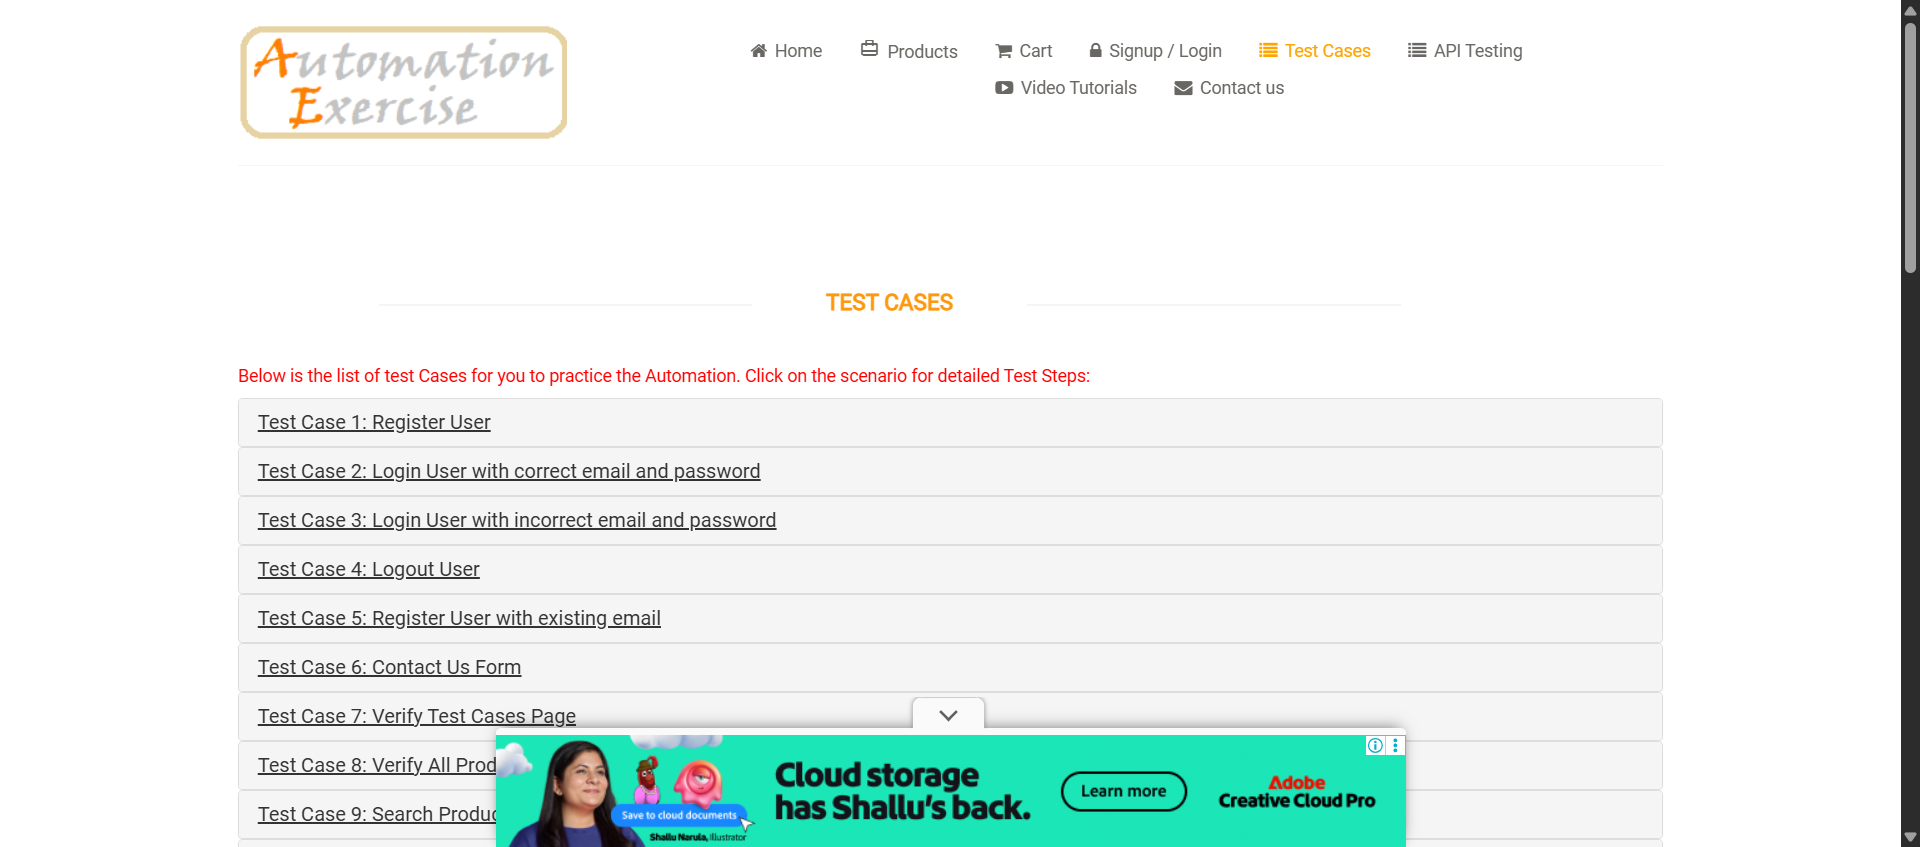 Automation
Exercise
Home
Products
Cart
Signup / Login
Test Cases
API Testing
Video Tutorials
Contact us
TEST CASES
Below is the list of test Cases for you to practice the Automation. Click on the scenario for detailed Test Steps:
Test Case 1: Register User
Test Case 2: Login User with correct email and password
Test Case 3: Login User with incorrect email and password
Test Case 4: Logout User
Test Case 5: Register User with existing email
Test Case 6: Contact Us Form
Test Case 7: Verify Test Cases Page
Test Case 8: Verify All Prod
Test Case 9: Search Produc
Save to cloud documents
Shallu Narula, Illustrator
Cloud storage
has Shallu's back.
Learn more
Adobe
Creative Cloud Pro